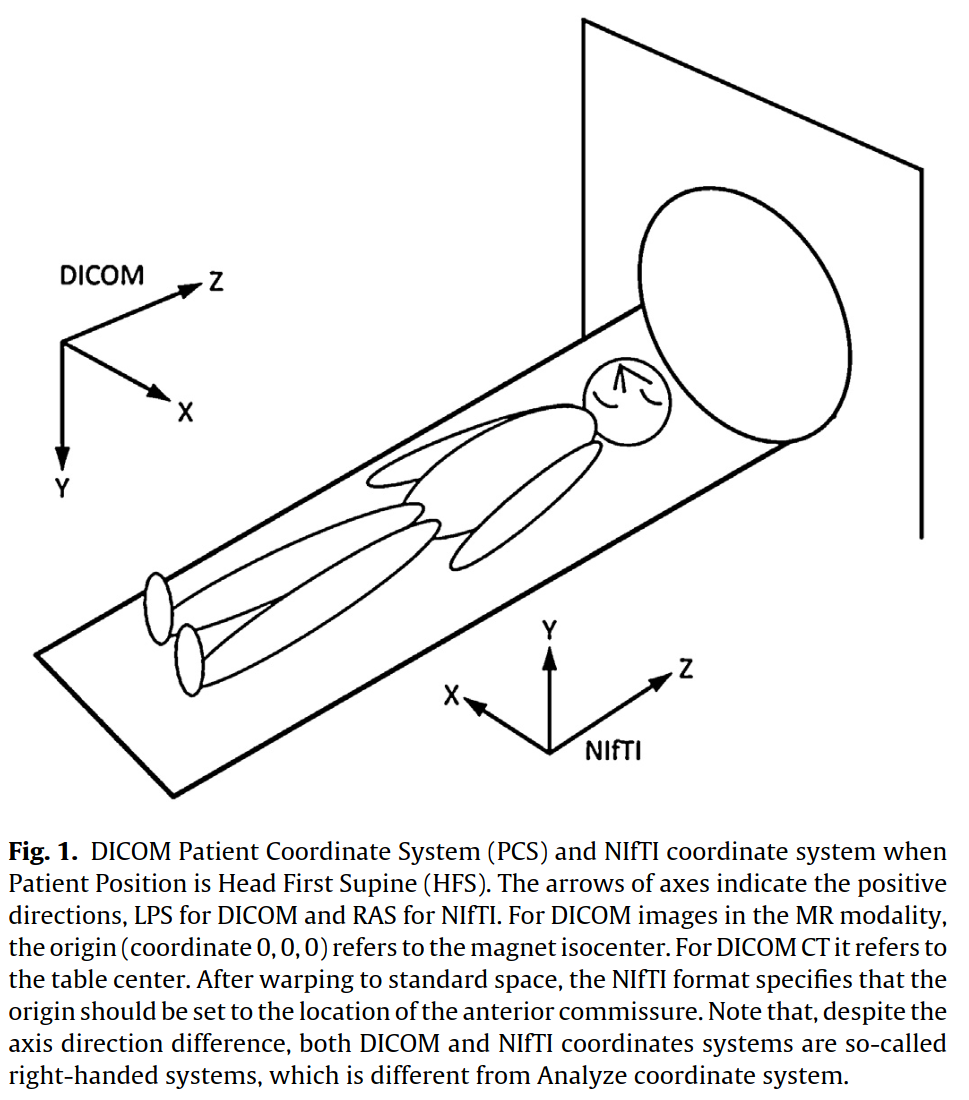 DICOM
Z
X
Y
Y
Z
X
NIfTI
Fig. 1. DICOM Patient Coordinate System (PCS) and NIfTI coordinate system when
Patient Position is Head First Supine (HFS). The arrows of axes indicate the positive
directions, LPS for DICOM and RAS for NIfTI. For DICOM images in the MR modality,
the origin (coordinate 0, 0, 0) refers to the magnet isocenter. For DICOM CT it refers to
the table center. After warping to standard space, the NIfTI format specifies that the
origin should be set to the location of the anterior commissure. Note that, despite the
axis direction difference, both DICOM and NIfTI coordinates systems are so-called
right-handed systems, which is different from Analyze coordinate system.